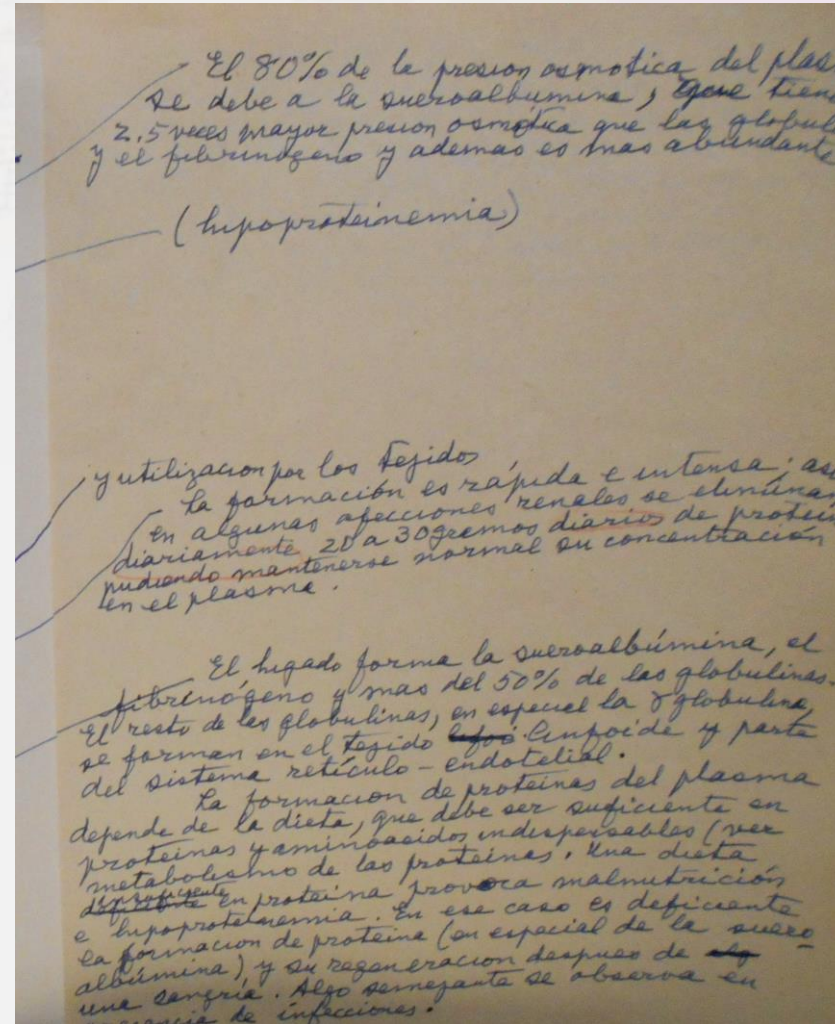 El 80% de la presion osmotica del plas
se debe a la sueroalbumina, que tien
2.5 veces mayor presion osmotica que las globul
y el fibrinogeno y ademas es mas abundante
(hipoproteinemia)
y utilizacion por los tejidos
La formación es rápida e intensa; asi
en algunas afecciones renales se elimina
diariamente 20 a 30 gramos diarios de protei
pudiendo mantenerse normal su concentración
en el plasma.
El higado forma la sueroalbúmina, el
fibrinógeno y mas del 50% de las globulinas.
El resto de las globulinas, en especial la γ globulina,
se forman en el tejido linfoide y parte
del sistema retículo-endotelial.
La formacion de proteinas del plasma
depende de la dieta, que debe ser suficiente en
proteinas y aminoacidos indispensables (ver
metabolismo de las proteinas. Una dieta
insuficiente
en proteina provoca malnutrición
e hipoproteinemia. En ese caso es deficiente
la formacion de proteina (en especial de la suero-
albúmina) y su regeneracion despues de
una sangría. Algo semejante se observa en
de infecciones.